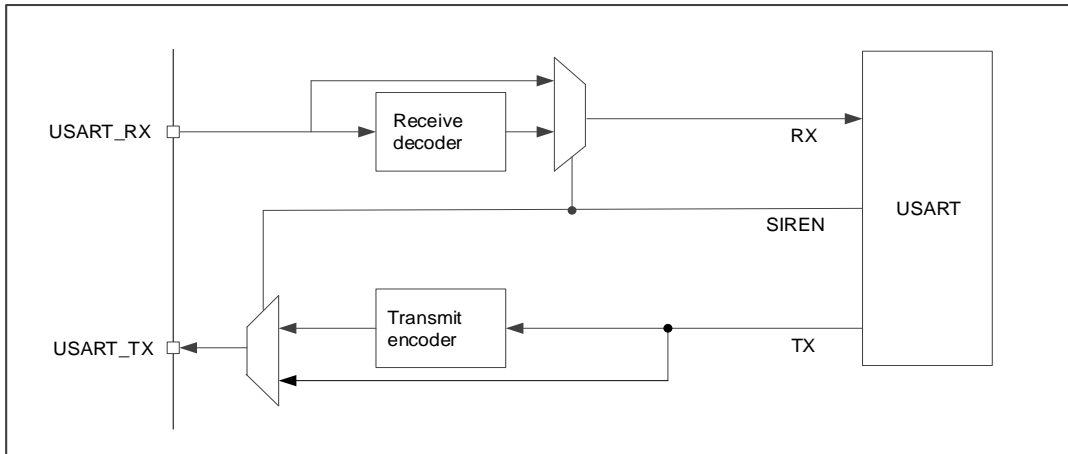 USART_RX
Receive
decoder
RX
SIREN
USART
Transmit
encoder
USART_TX
TX